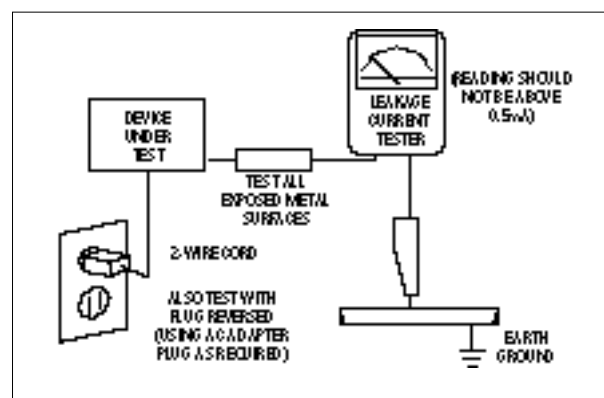 DEVICE
UNDER
TEST
LEAKAGE
CURRENT
TESTER
(READING SHOULD
NOT BE ABOVE
0.5mA)
TEST ALL
EXPOSED METAL
SURFACES
2-WIRE CORD
ALSO TEST WITH
PLUG REVERSED
(USING AC ADAPTER
PLUG AS REQUIRED)
EARTH
GROUND